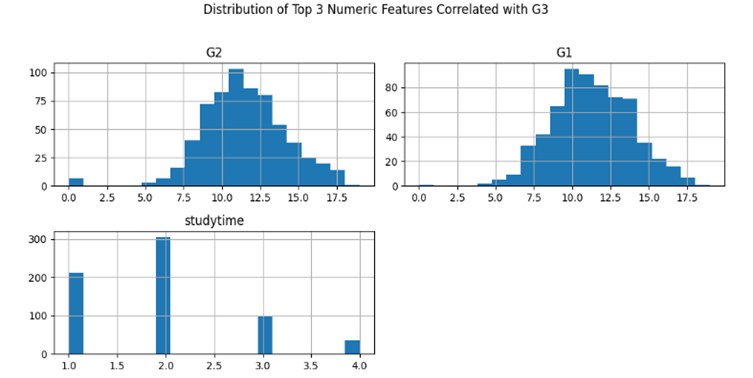 Distribution of Top 3 Numeric Features Correlated with G3
G2
100
75
50
25
0
0.0 2.5 5.0 7.5 10.0 12.5 15.0 17.5
G1
80
60
40
20
0
0.0 2.5 5.0 7.5 10.0 12.5 15.0 17.5
studytime
300
200
100
0
1.0 1.5 2.0 2.5 3.0 3.5 4.0